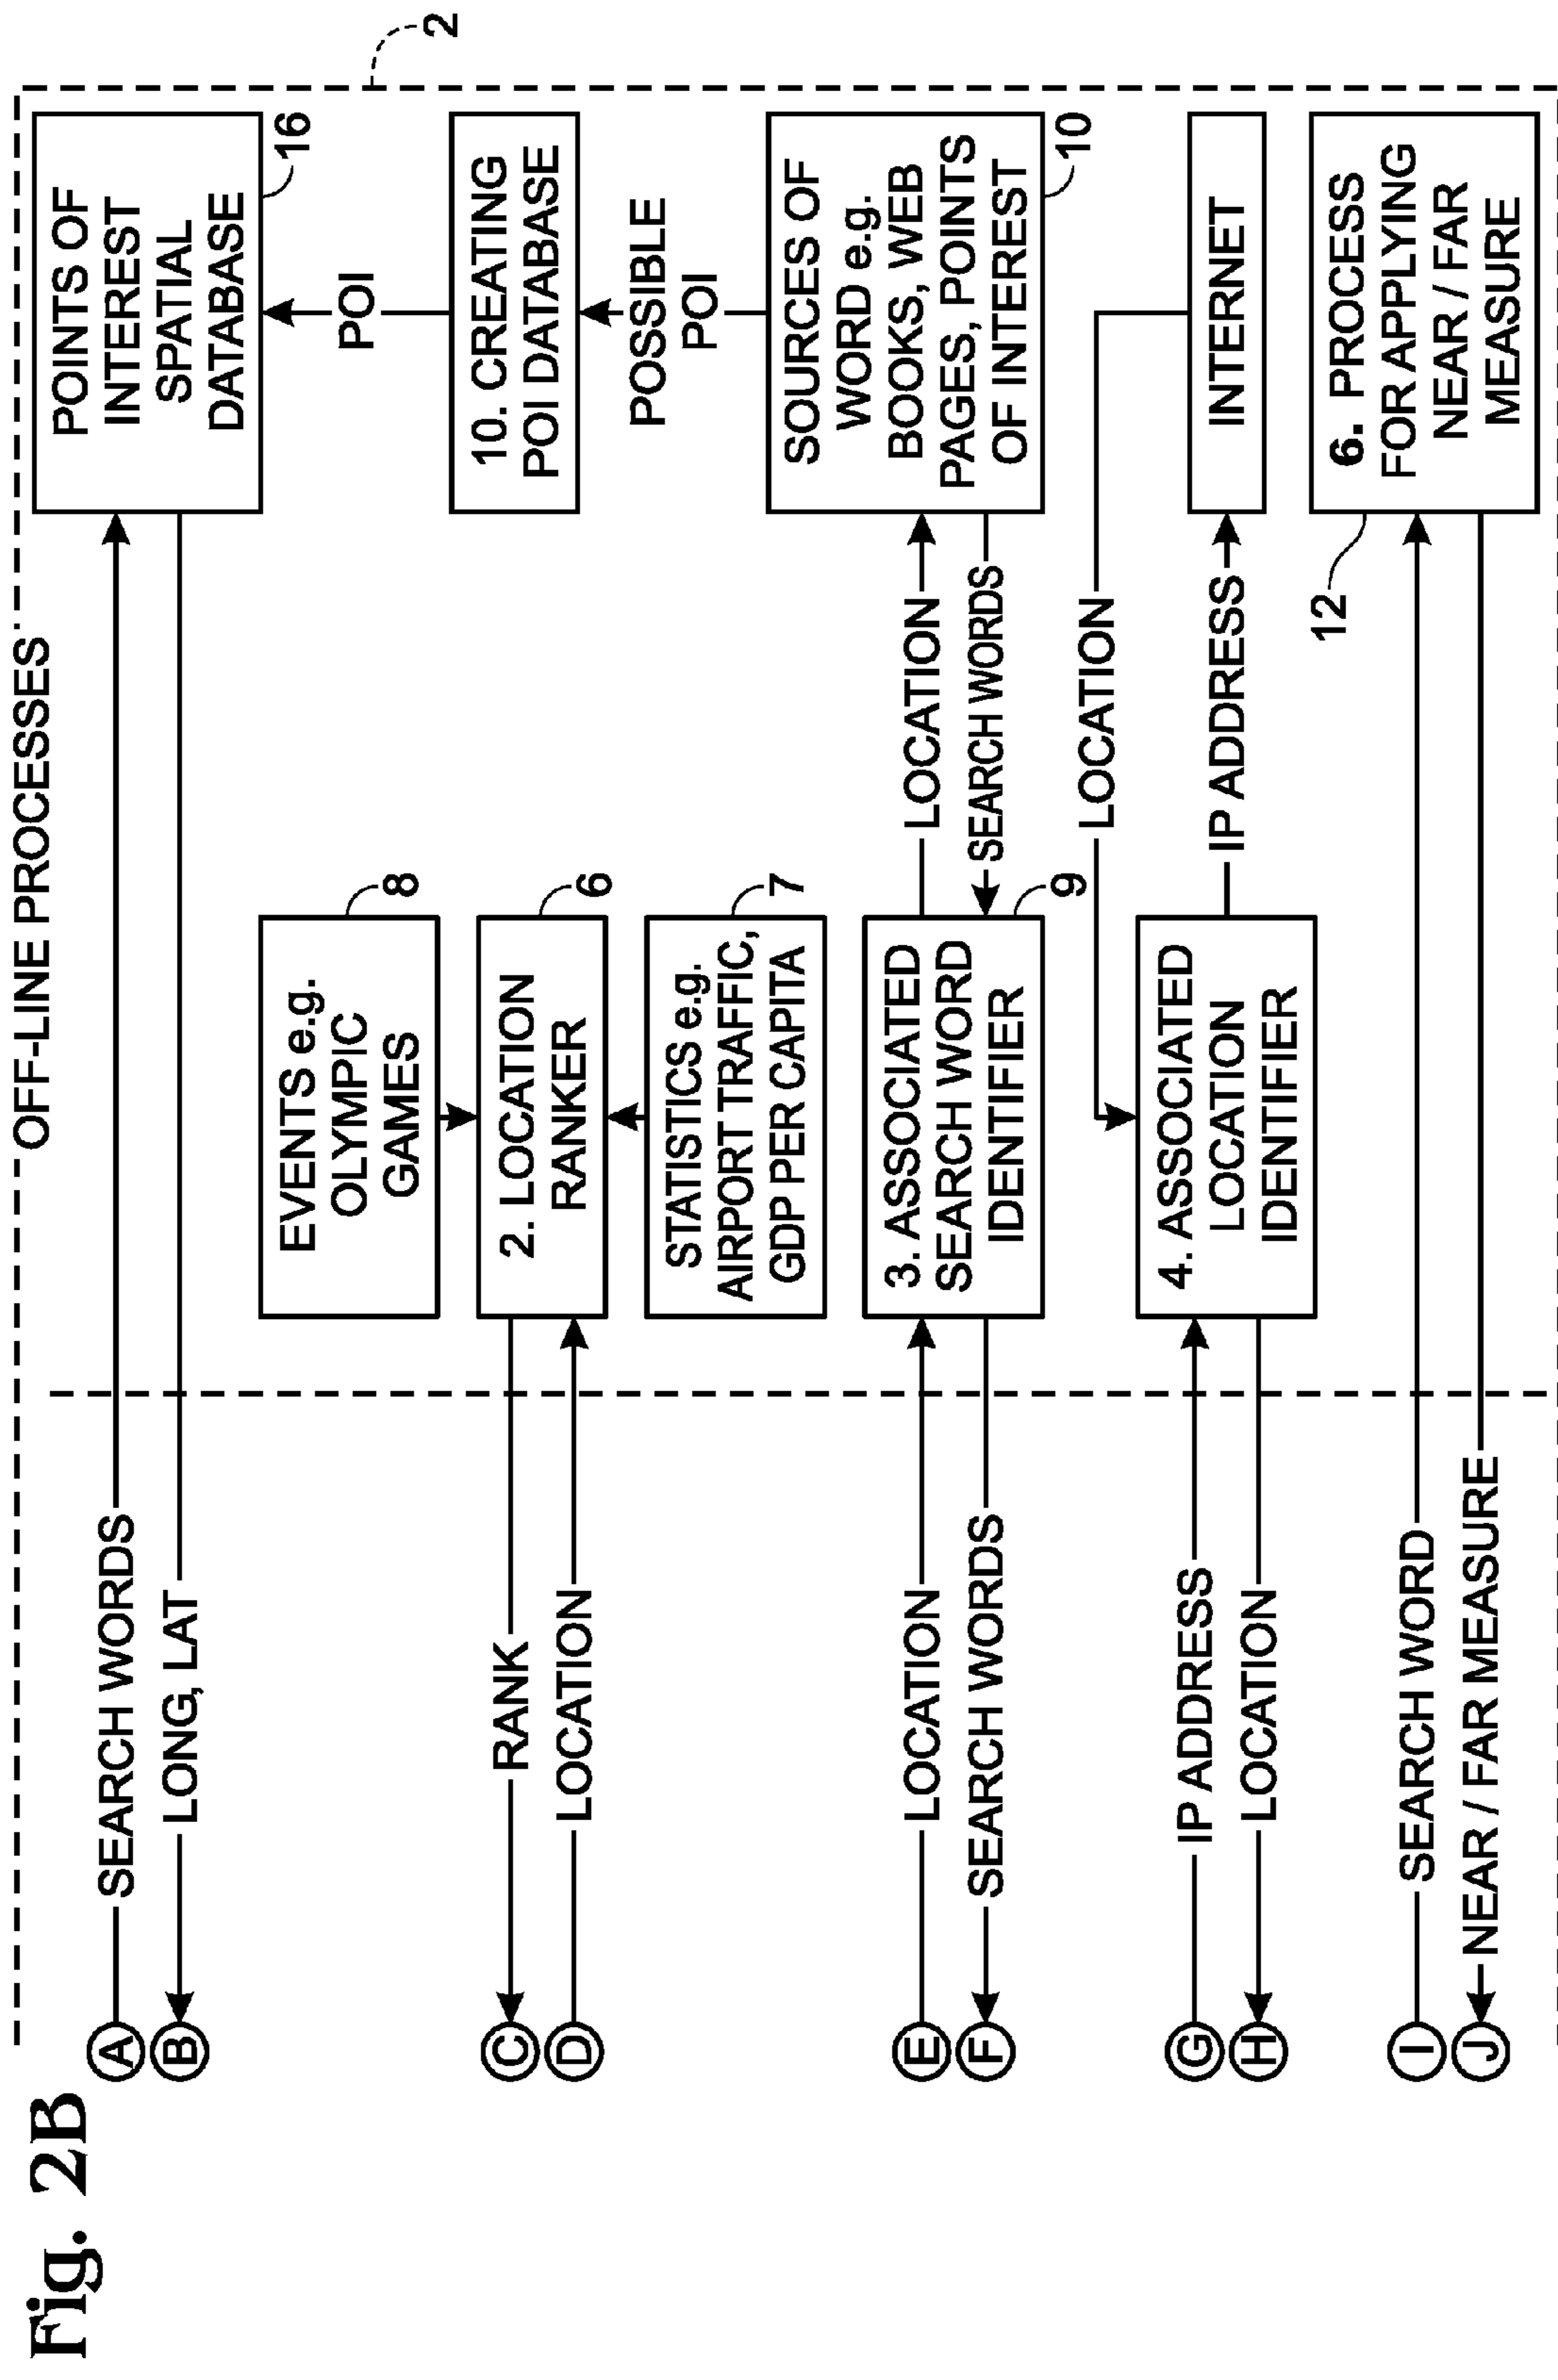 Fig. 2B
OFF-LINE PROCESSES
2
A
SEARCH WORDS
B
LONG, LAT
POINTS OF
INTEREST
SPATIAL
DATABASE
16
POI
10. CREATING
POI DATABASE
POSSIBLE
POI
EVENTS e.g.
OLYMPIC
GAMES
8
C
RANK
D
LOCATION
2. LOCATION
RANKER
6
STATISTICS e.g.
AIRPORT TRAFFIC,
GDP PER CAPITA
7
E
LOCATION
F
SEARCH WORDS
3. ASSOCIATED
SEARCH WORD
IDENTIFIER
9
LOCATION
SEARCH WORDS
SOURCES OF
WORD e.g.
BOOKS, WEB
PAGES, POINTS
OF INTEREST
10
LOCATION
G
IP ADDRESS
H
LOCATION
4. ASSOCIATED
LOCATION
IDENTIFIER
IP ADDRESS
INTERNET
I
SEARCH WORD
J
NEAR / FAR MEASURE
12
6. PROCESS
FOR APPLYING
NEAR / FAR
MEASURE